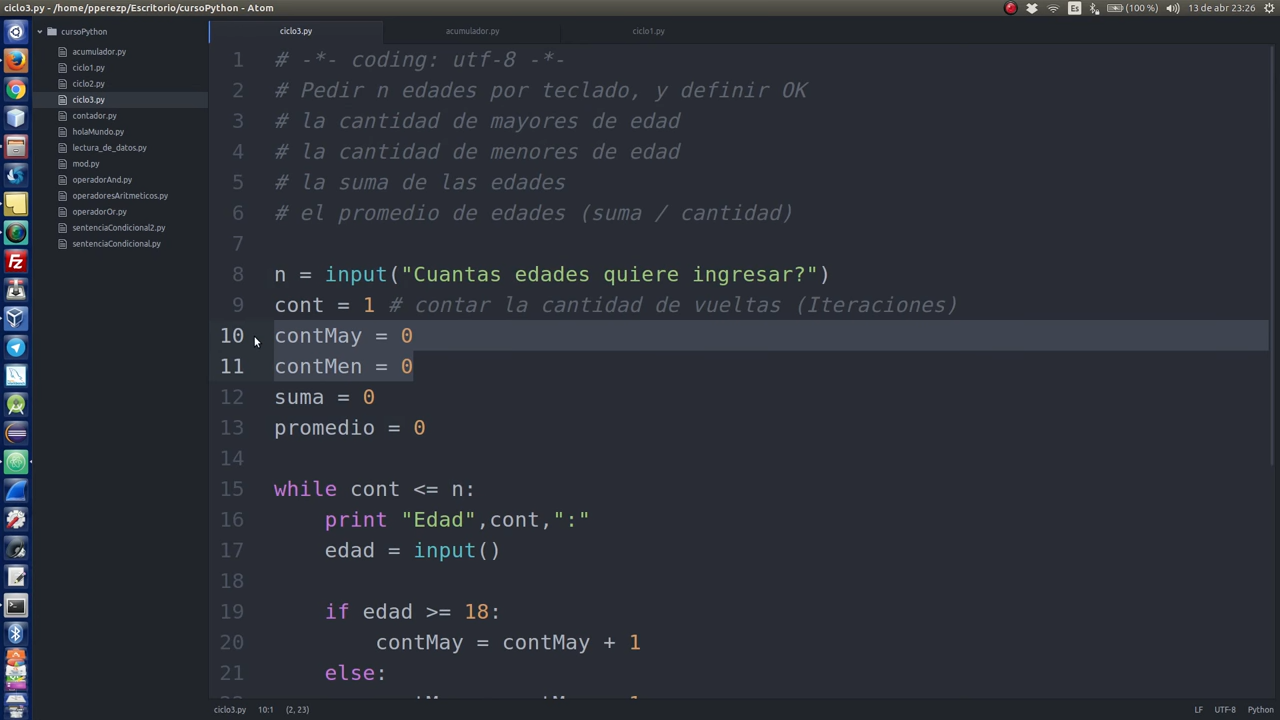 ciclo3.py - /home/pperezp/Escritorio/cursoPython - Atom
Es (100 %) 13 de abr 23:26
cursoPython
acumulador.py
ciclo1.py
ciclo2.py
ciclo3.py
contador.py
holaMundo.py
lectura_de_datos.py
mod.py
operadorAnd.py
operadoresAritmeticos.py
operadorOr.py
sentenciaCondicional2.py
sentenciaCondicional.py
ciclo3.py acumulador.py ciclo1.py
1 # -*- coding: utf-8 -*-
2 # Pedir n edades por teclado, y definir OK
3 # la cantidad de mayores de edad
4 # la cantidad de menores de edad
5 # la suma de las edades
6 # el promedio de edades (suma / cantidad)
7
8 n = input("Cuantas edades quiere ingresar?")
9 cont = 1 # contar la cantidad de vueltas (Iteraciones)
10 contMay = 0
11 contMen = 0
12 suma = 0
13 promedio = 0
14
15 while cont <= n:
16 print "Edad",cont,":"
17 edad = input()
18
19 if edad >= 18:
20 contMay = contMay + 1
21 else:
ciclo3.py 10:1 (2, 23) LF UTF-8 Python